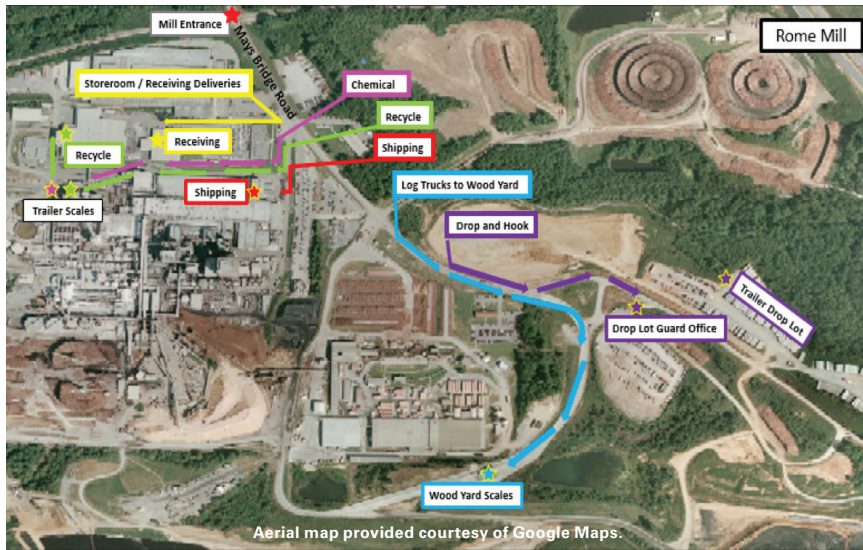 Mill Entrance
Rome Mill
Mays Bridge Road
Storeroom / Receiving Deliveries
Chemical
Recycle
Receiving
Shipping
Recycle
Log Trucks to Wood Yard
Shipping
Trailer Scales
Drop and Hook
Trailer Drop Lot
Drop Lot Guard Office
Wood Yard Scales
Aerial map provided courtesy of Google Maps.